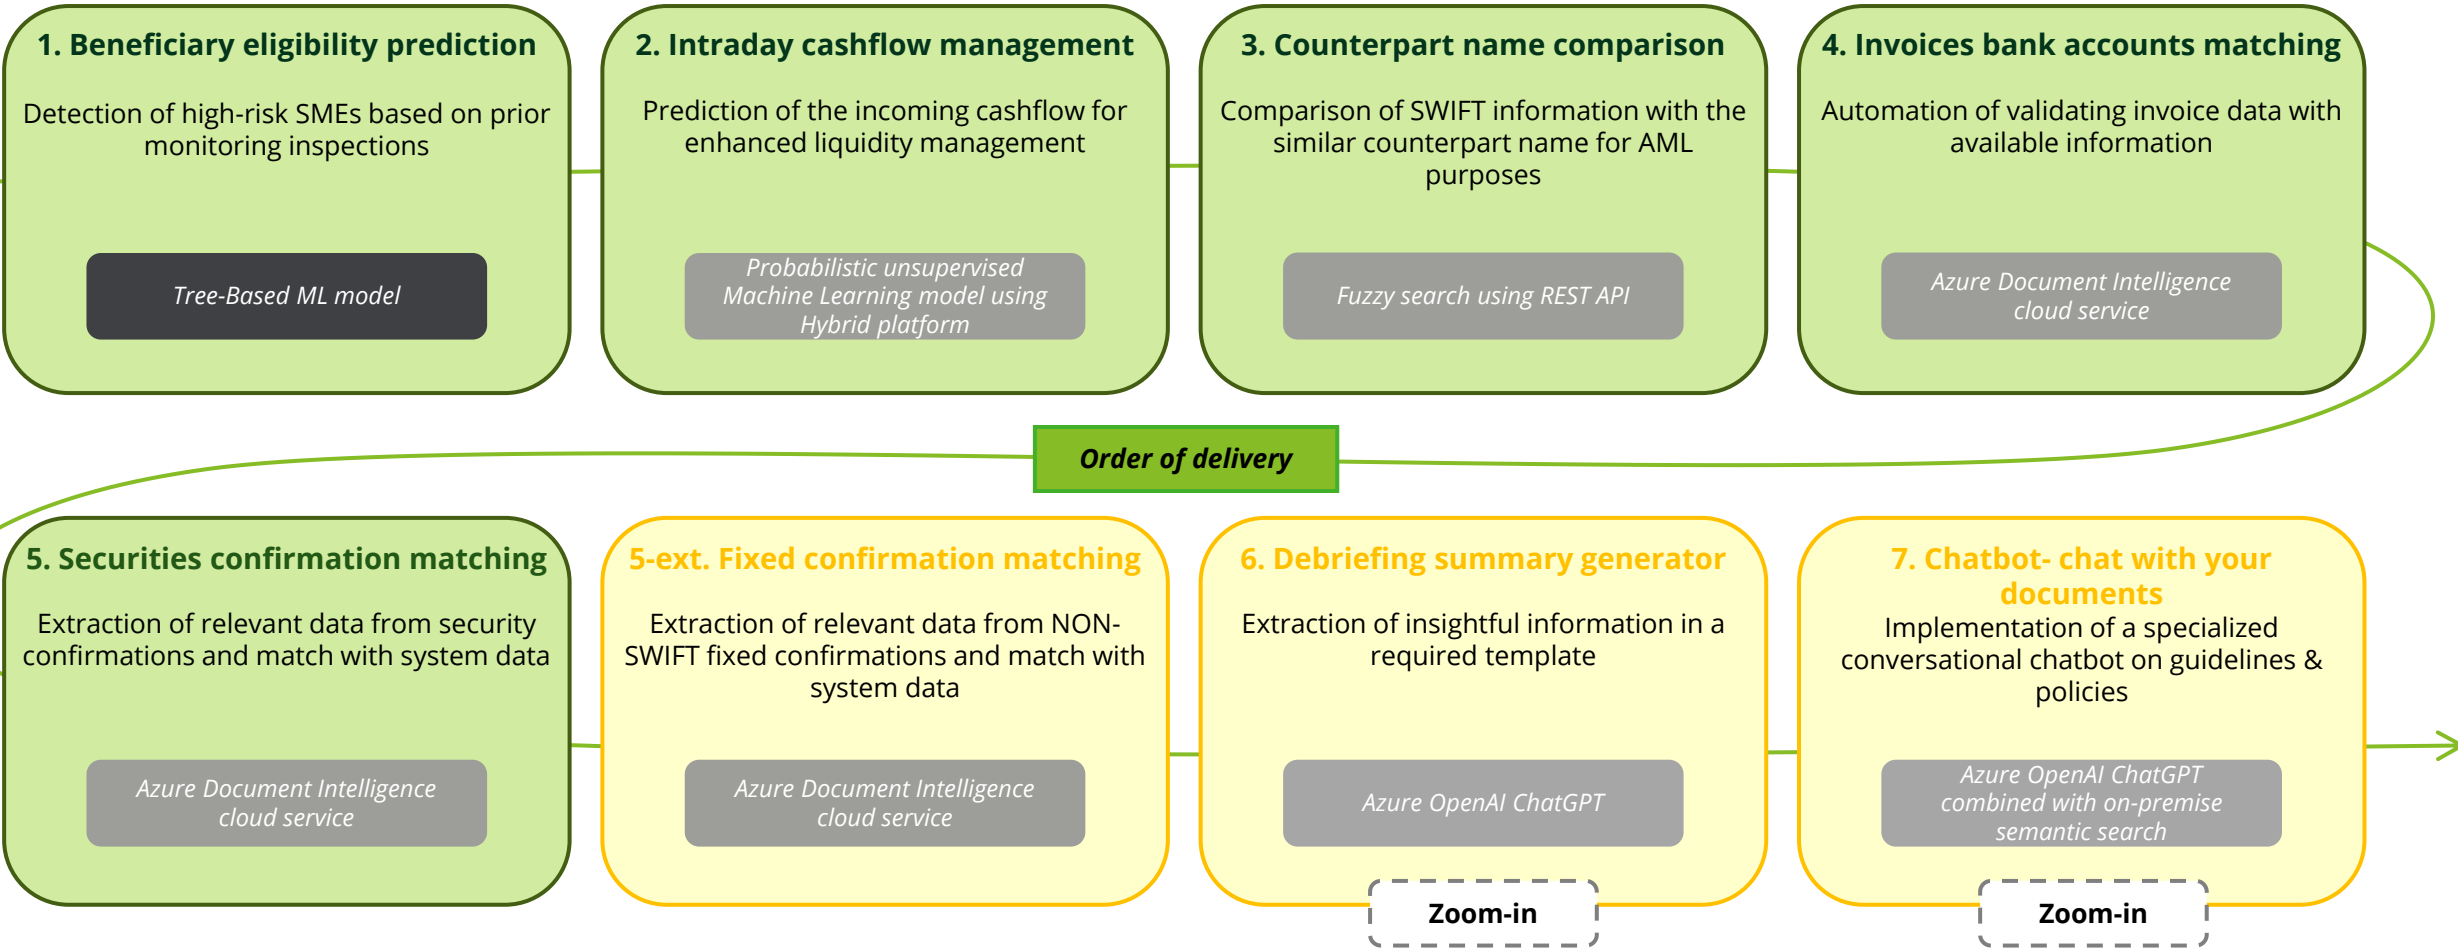 1. Beneficiary eligibility prediction
Detection of high-risk SMEs based on prior
monitoring inspections
Tree-Based ML model
2. Intraday cashflow management
Prediction of the incoming cashflow for
enhanced liquidity management
Probabilistic unsupervised
Machine Learning model using
Hybrid platform
3. Counterpart name comparison
Comparison of SWIFT information with the
similar counterpart name for AML
purposes
Fuzzy search using REST API
4. Invoices bank accounts matching
Automation of validating invoice data with
available information
Azure Document Intelligence
cloud service
Order of delivery
5. Securities confirmation matching
Extraction of relevant data from security
confirmations and match with system data
Azure Document Intelligence
cloud service
5-ext. Fixed confirmation matching
Extraction of relevant data from NON-
SWIFT fixed confirmations and match with
system data
Azure Document Intelligence
cloud service
6. Debriefing summary generator
Extraction of insightful information in a
required template
Azure OpenAI ChatGPT
Zoom-in
7. Chatbot- chat with your
documents
Implementation of a specialized
conversational chatbot on guidelines &
policies
Azure OpenAI ChatGPT
combined with on-premise
semantic search
Zoom-in